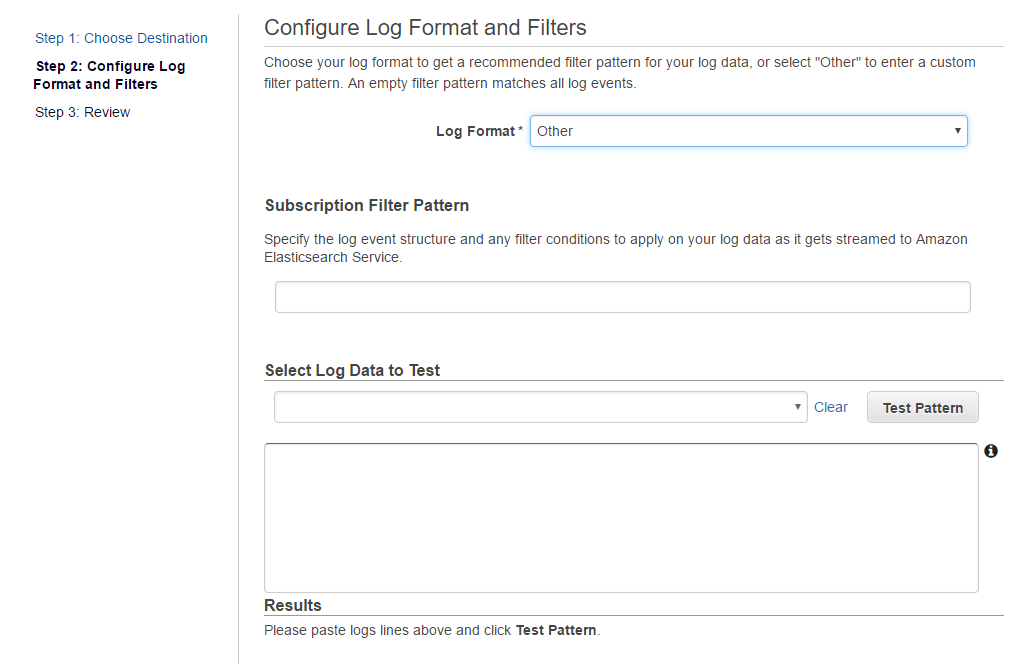 Step 1: Choose Destination
Step 2: Configure Log
Format and Filters
Step 3: Review
Configure Log Format and Filters
Choose your log format to get a recommended filter pattern for your log data, or select "Other" to enter a custom
filter pattern. An empty filter pattern matches all log events.
Log Format * Other
Subscription Filter Pattern
Specify the log event structure and any filter conditions to apply on your log data as it gets streamed to Amazon
Elasticsearch Service.
Select Log Data to Test
Clear Test Pattern
Results
Please paste logs lines above and click Test Pattern.